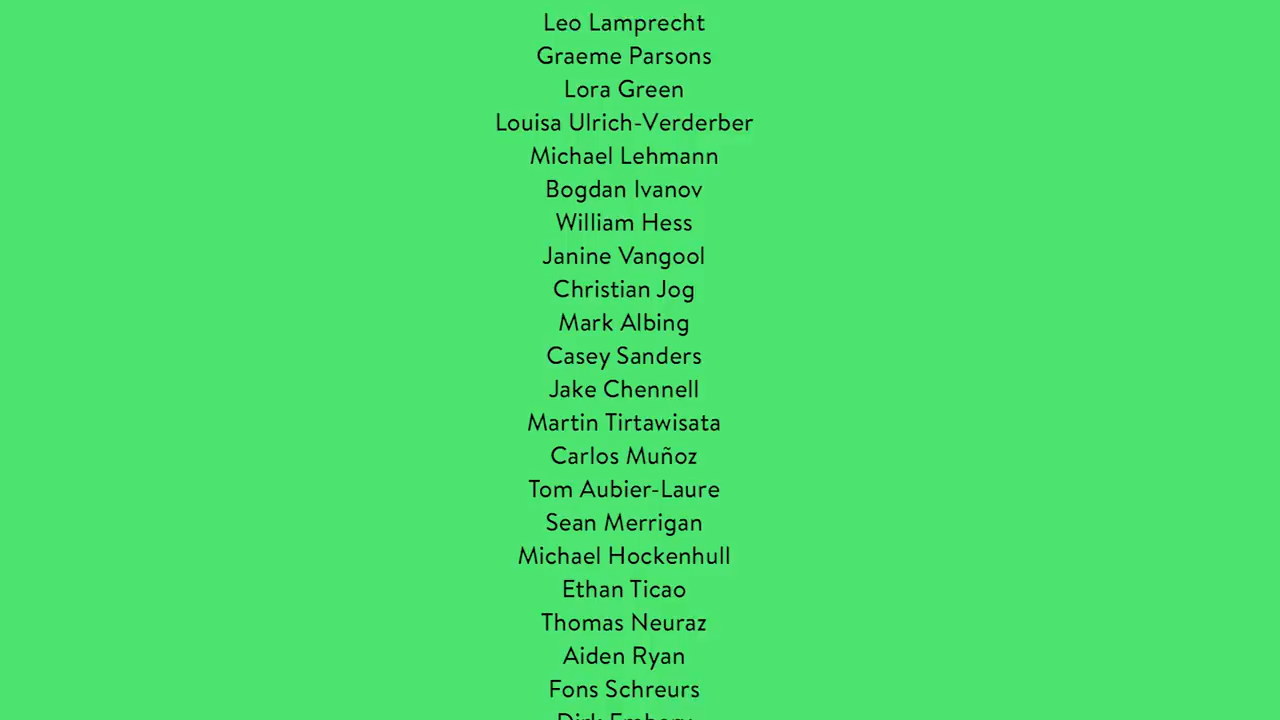 Leo Lamprecht
Graeme Parsons
Lora Green
Louisa Ulrich-Verderber
Michael Lehmann
Bogdan Ivanov
William Hess
Janine Vangool
Christian Jog
Mark Albing
Casey Sanders
Jake Chennell
Martin Tirtawisata
Carlos Muñoz
Tom Aubier-Laure
Sean Merrigan
Michael Hockenhull
Ethan Ticao
Thomas Neuraz
Aiden Ryan
Fons Schreurs
Dirk